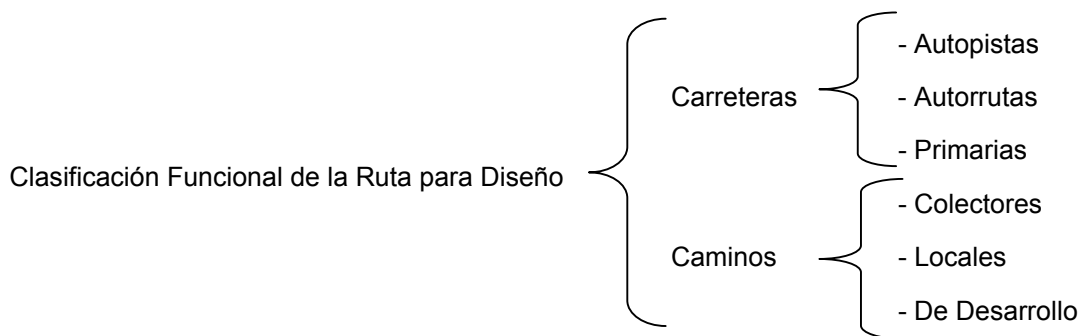 Clasificación Funcional de la Ruta para Diseño
Carreteras
- Autopistas
- Autorrutas
- Primarias
Caminos
- Colectores
- Locales
- De Desarrollo